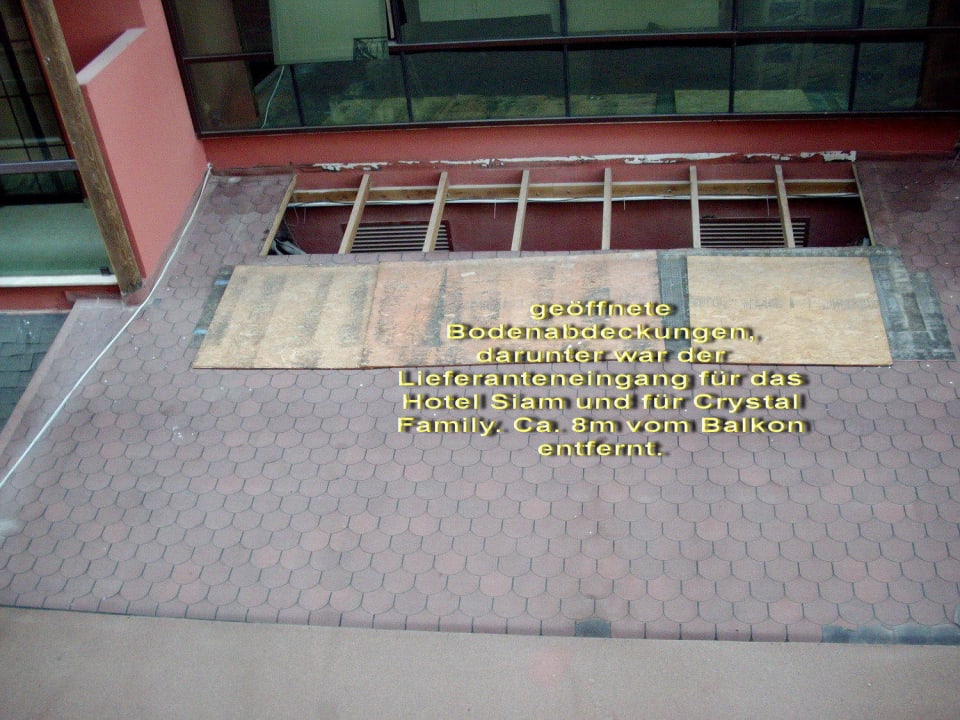 geöffnete
Bodenabdeckungen,,
darunter war der
Lieferanteneingang für das
Hotel Siam und für Crystal
Family. Ca. 8m vom Balkon
entfernt.